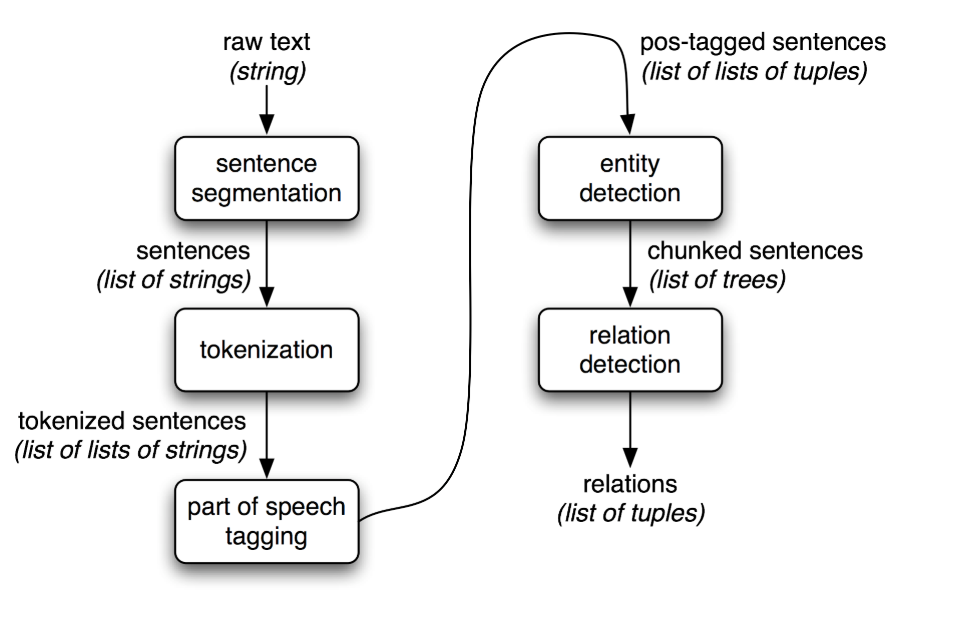 raw text
(string)
sentence
segmentation
sentences
(list of strings)
tokenization
tokenized sentences
(list of lists of strings)
part of speech
tagging
pos-tagged sentences
(list of lists of tuples)
entity
detection
chunked sentences
(list of trees)
relation
detection
relations
(list of tuples)